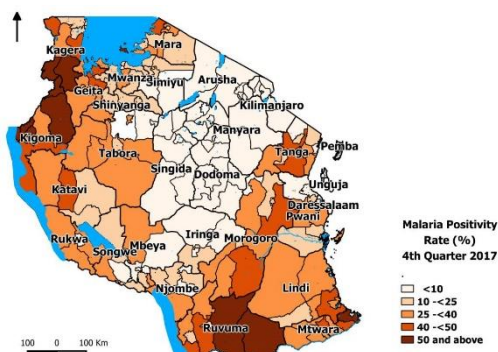 Kagera
Mara
Mwanza
Simiyu
Arusha
Geita
Shinyanga
Kilimanjaro
Manyara
Kigoma
Tabora
Tanga
Pemba
Singida
Dodoma
Unguja
Katavi
Daressalaam
Pwani
Rukwa
Songwe
Mbeya
Iringa
Morogoro
Njombe
Lindi
Ruvuma
Mtwara
Malaria Positivity
Rate (%)
4th Quarter 2017
<10
10 -<25
25 -<40
40 -<50
50 and above
100 0 100 Km